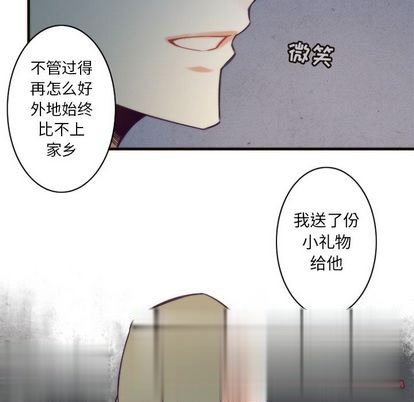 不管过得
再怎么好
外地始终
比不上
家乡
微笑
我送了份
小礼物
给他